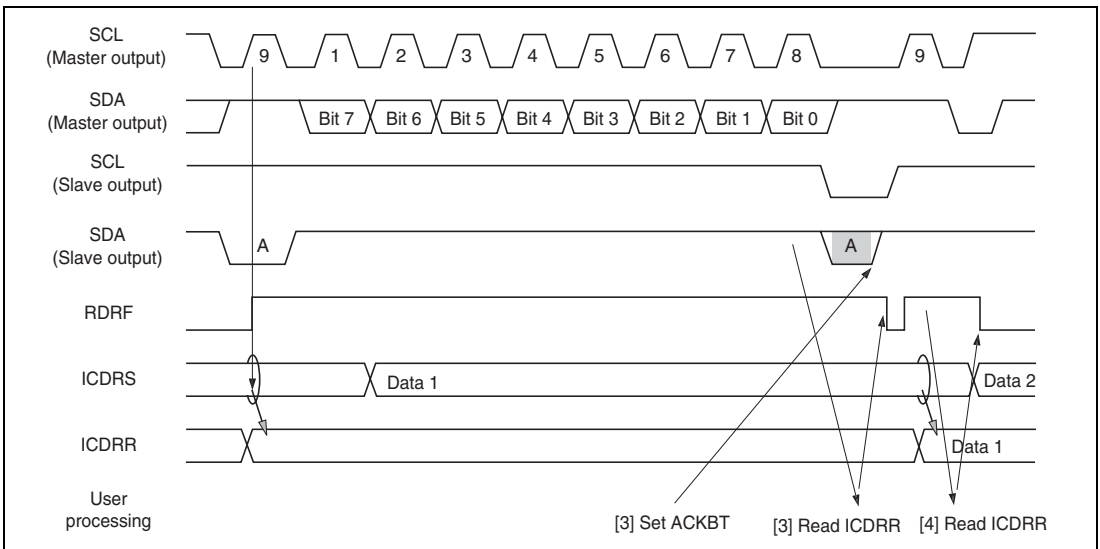 SCL
(Master output)
9 1 2 3 4 5 6 7 8 9
SDA
(Master output)
Bit 7 Bit 6 Bit 5 Bit 4 Bit 3 Bit 2 Bit 1 Bit 0
SCL
(Slave output)
SDA
(Slave output)
A A
RDRF
ICDRS
Data 1 Data 2
ICDRR
Data 1
User
processing
[3] Set ACKBT [3] Read ICDRR [4] Read ICDRR